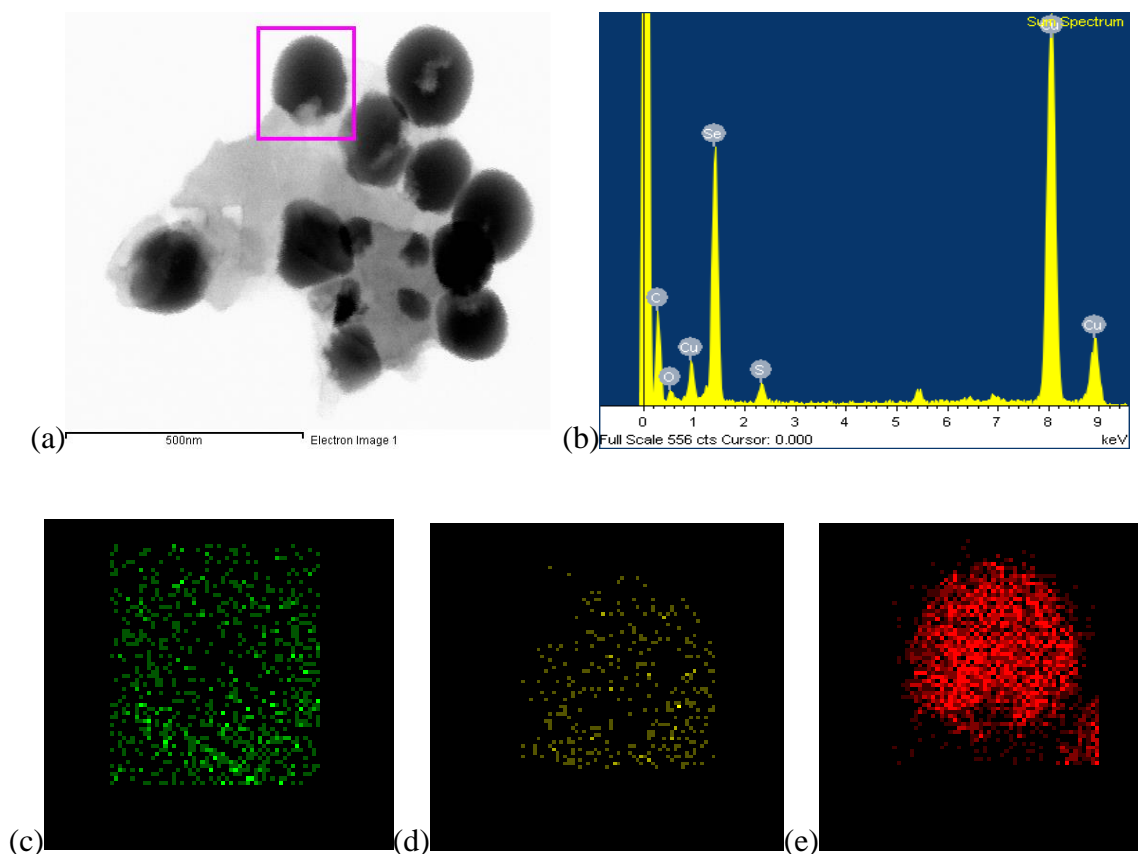 Sum Spectrum
Cu
Se
C
Cu
Cu
O
S
0 1 2 3 4 5 6 7 8 9
Full Scale 556 cts Cursor: 0.000 keV
(a) 500nm Electron Image 1
(b)
(c) (d) (e)